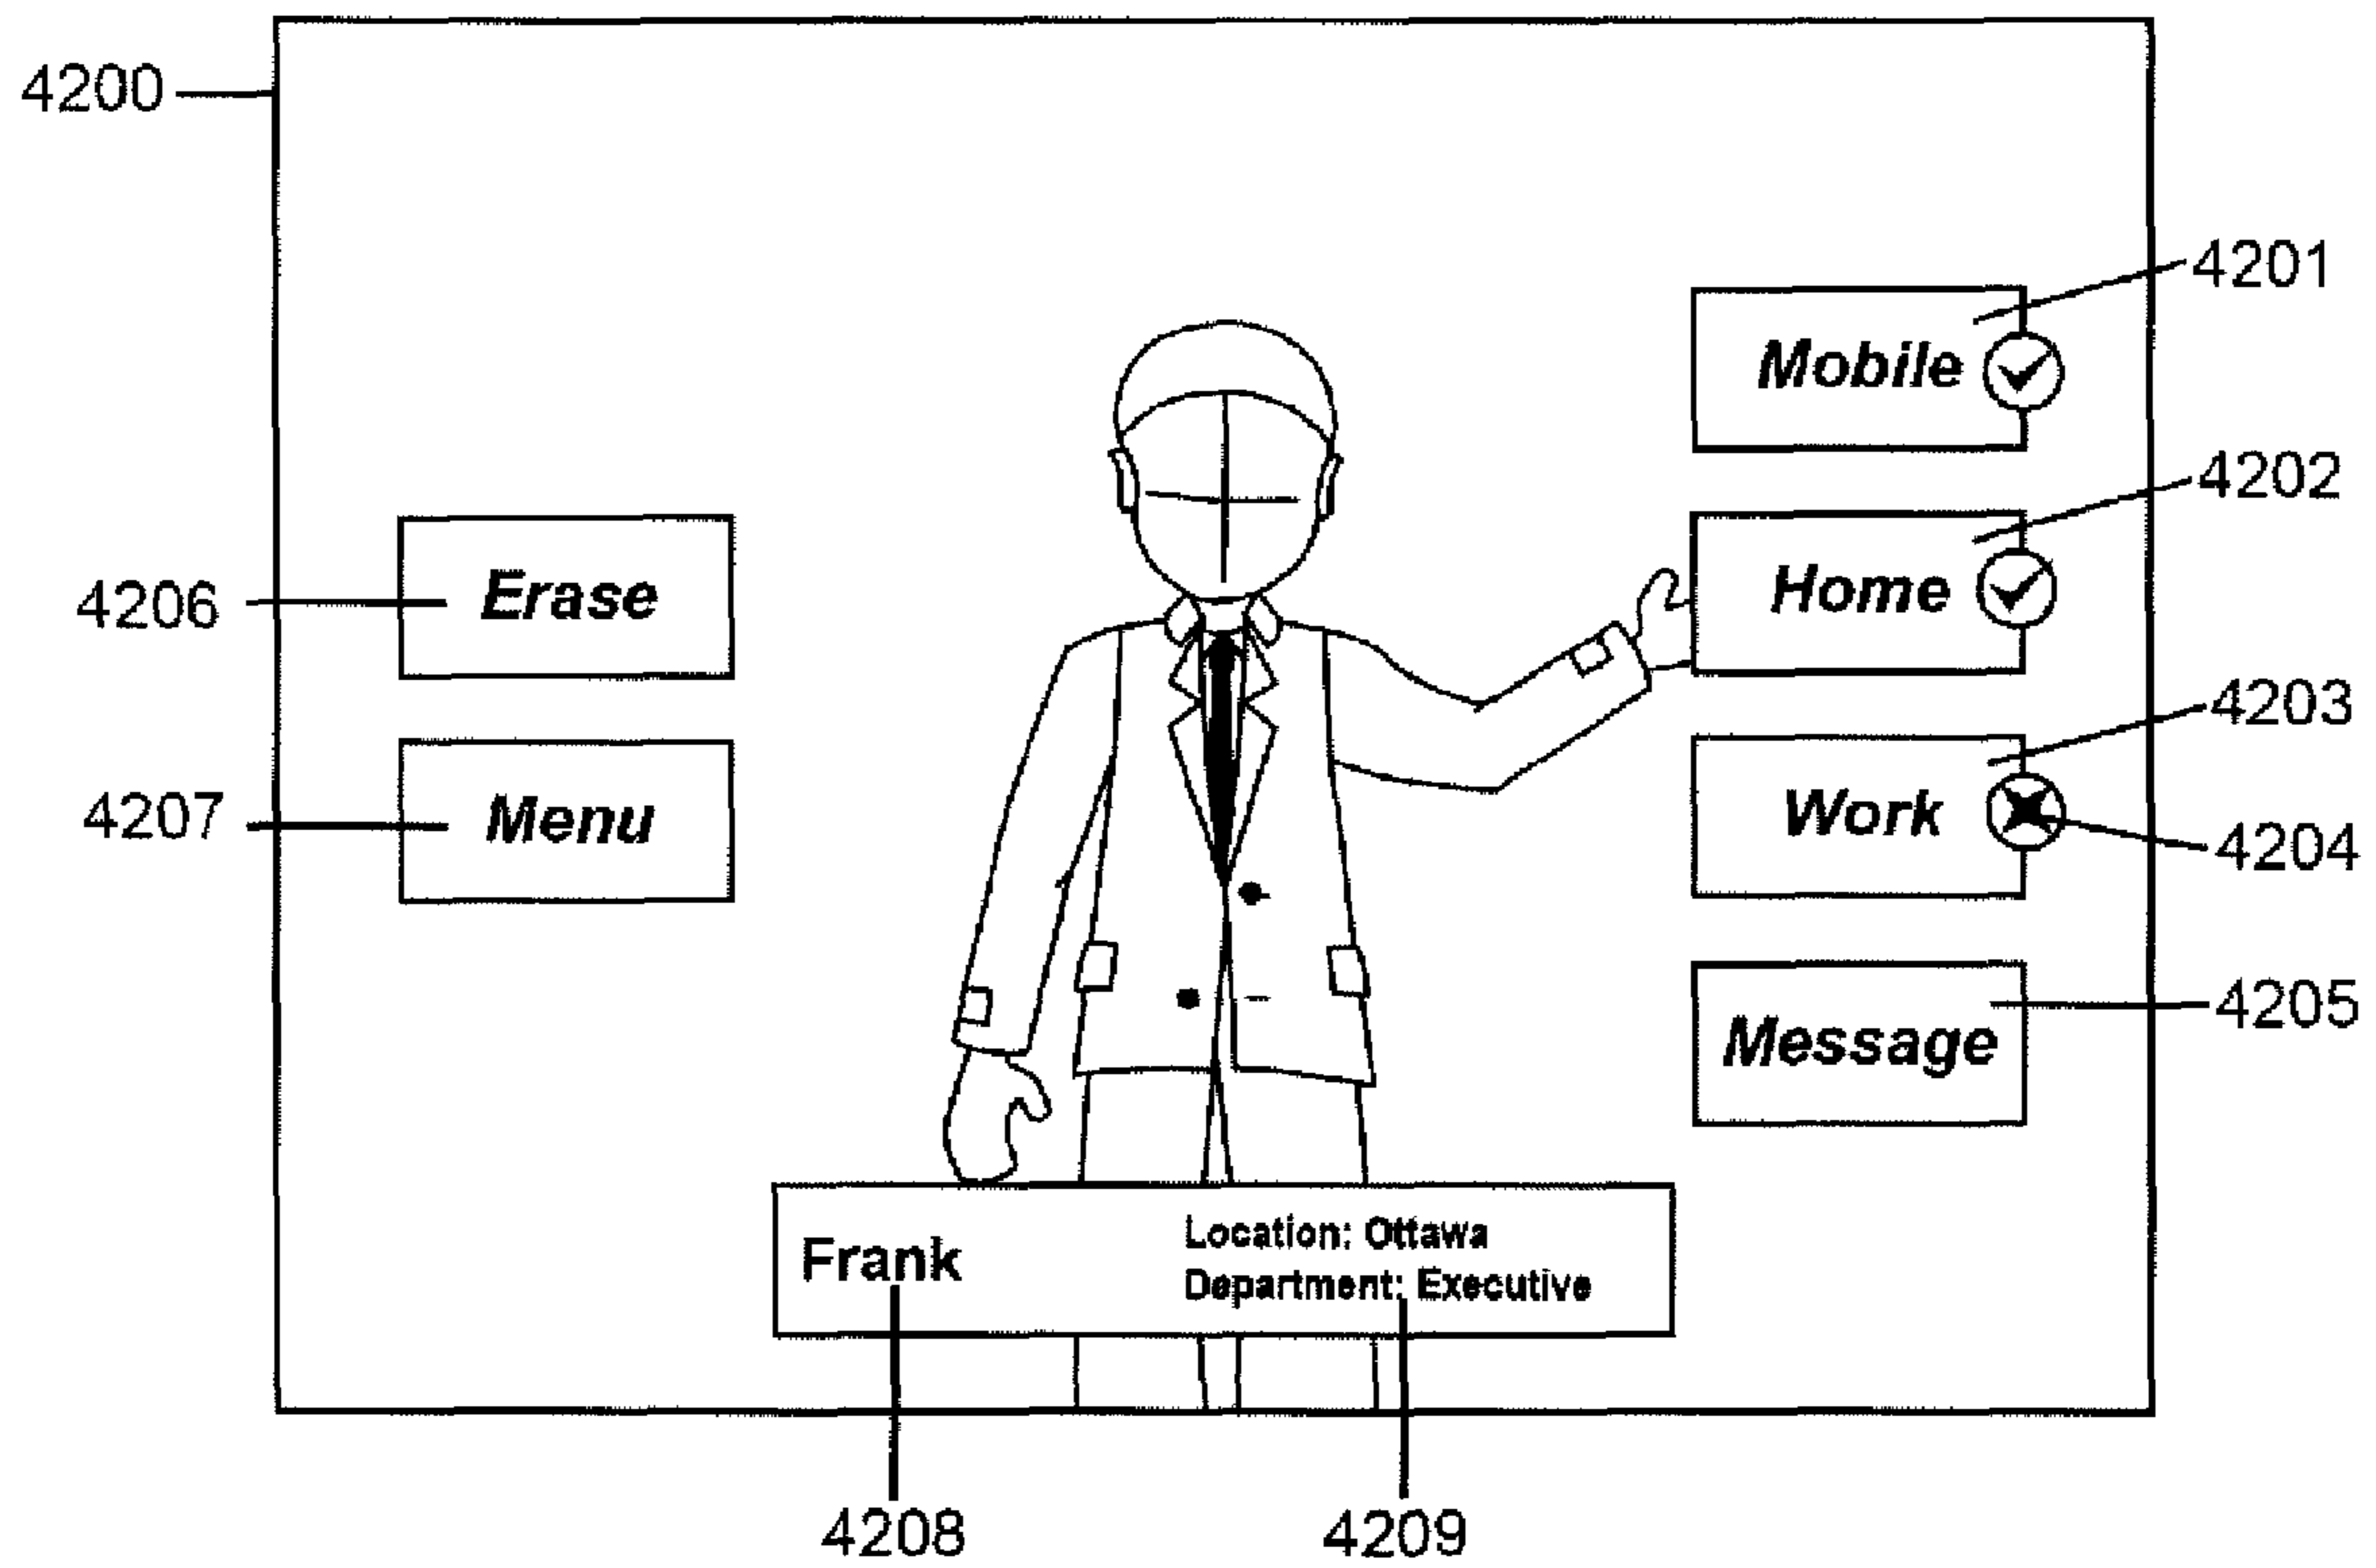 4200
4201
Mobile
4202
Home
Erase
4206
4203
Work
Menu
4207
4204
4205
Message
Frank
Location: Ottawa
Department: Executive
4208
4209